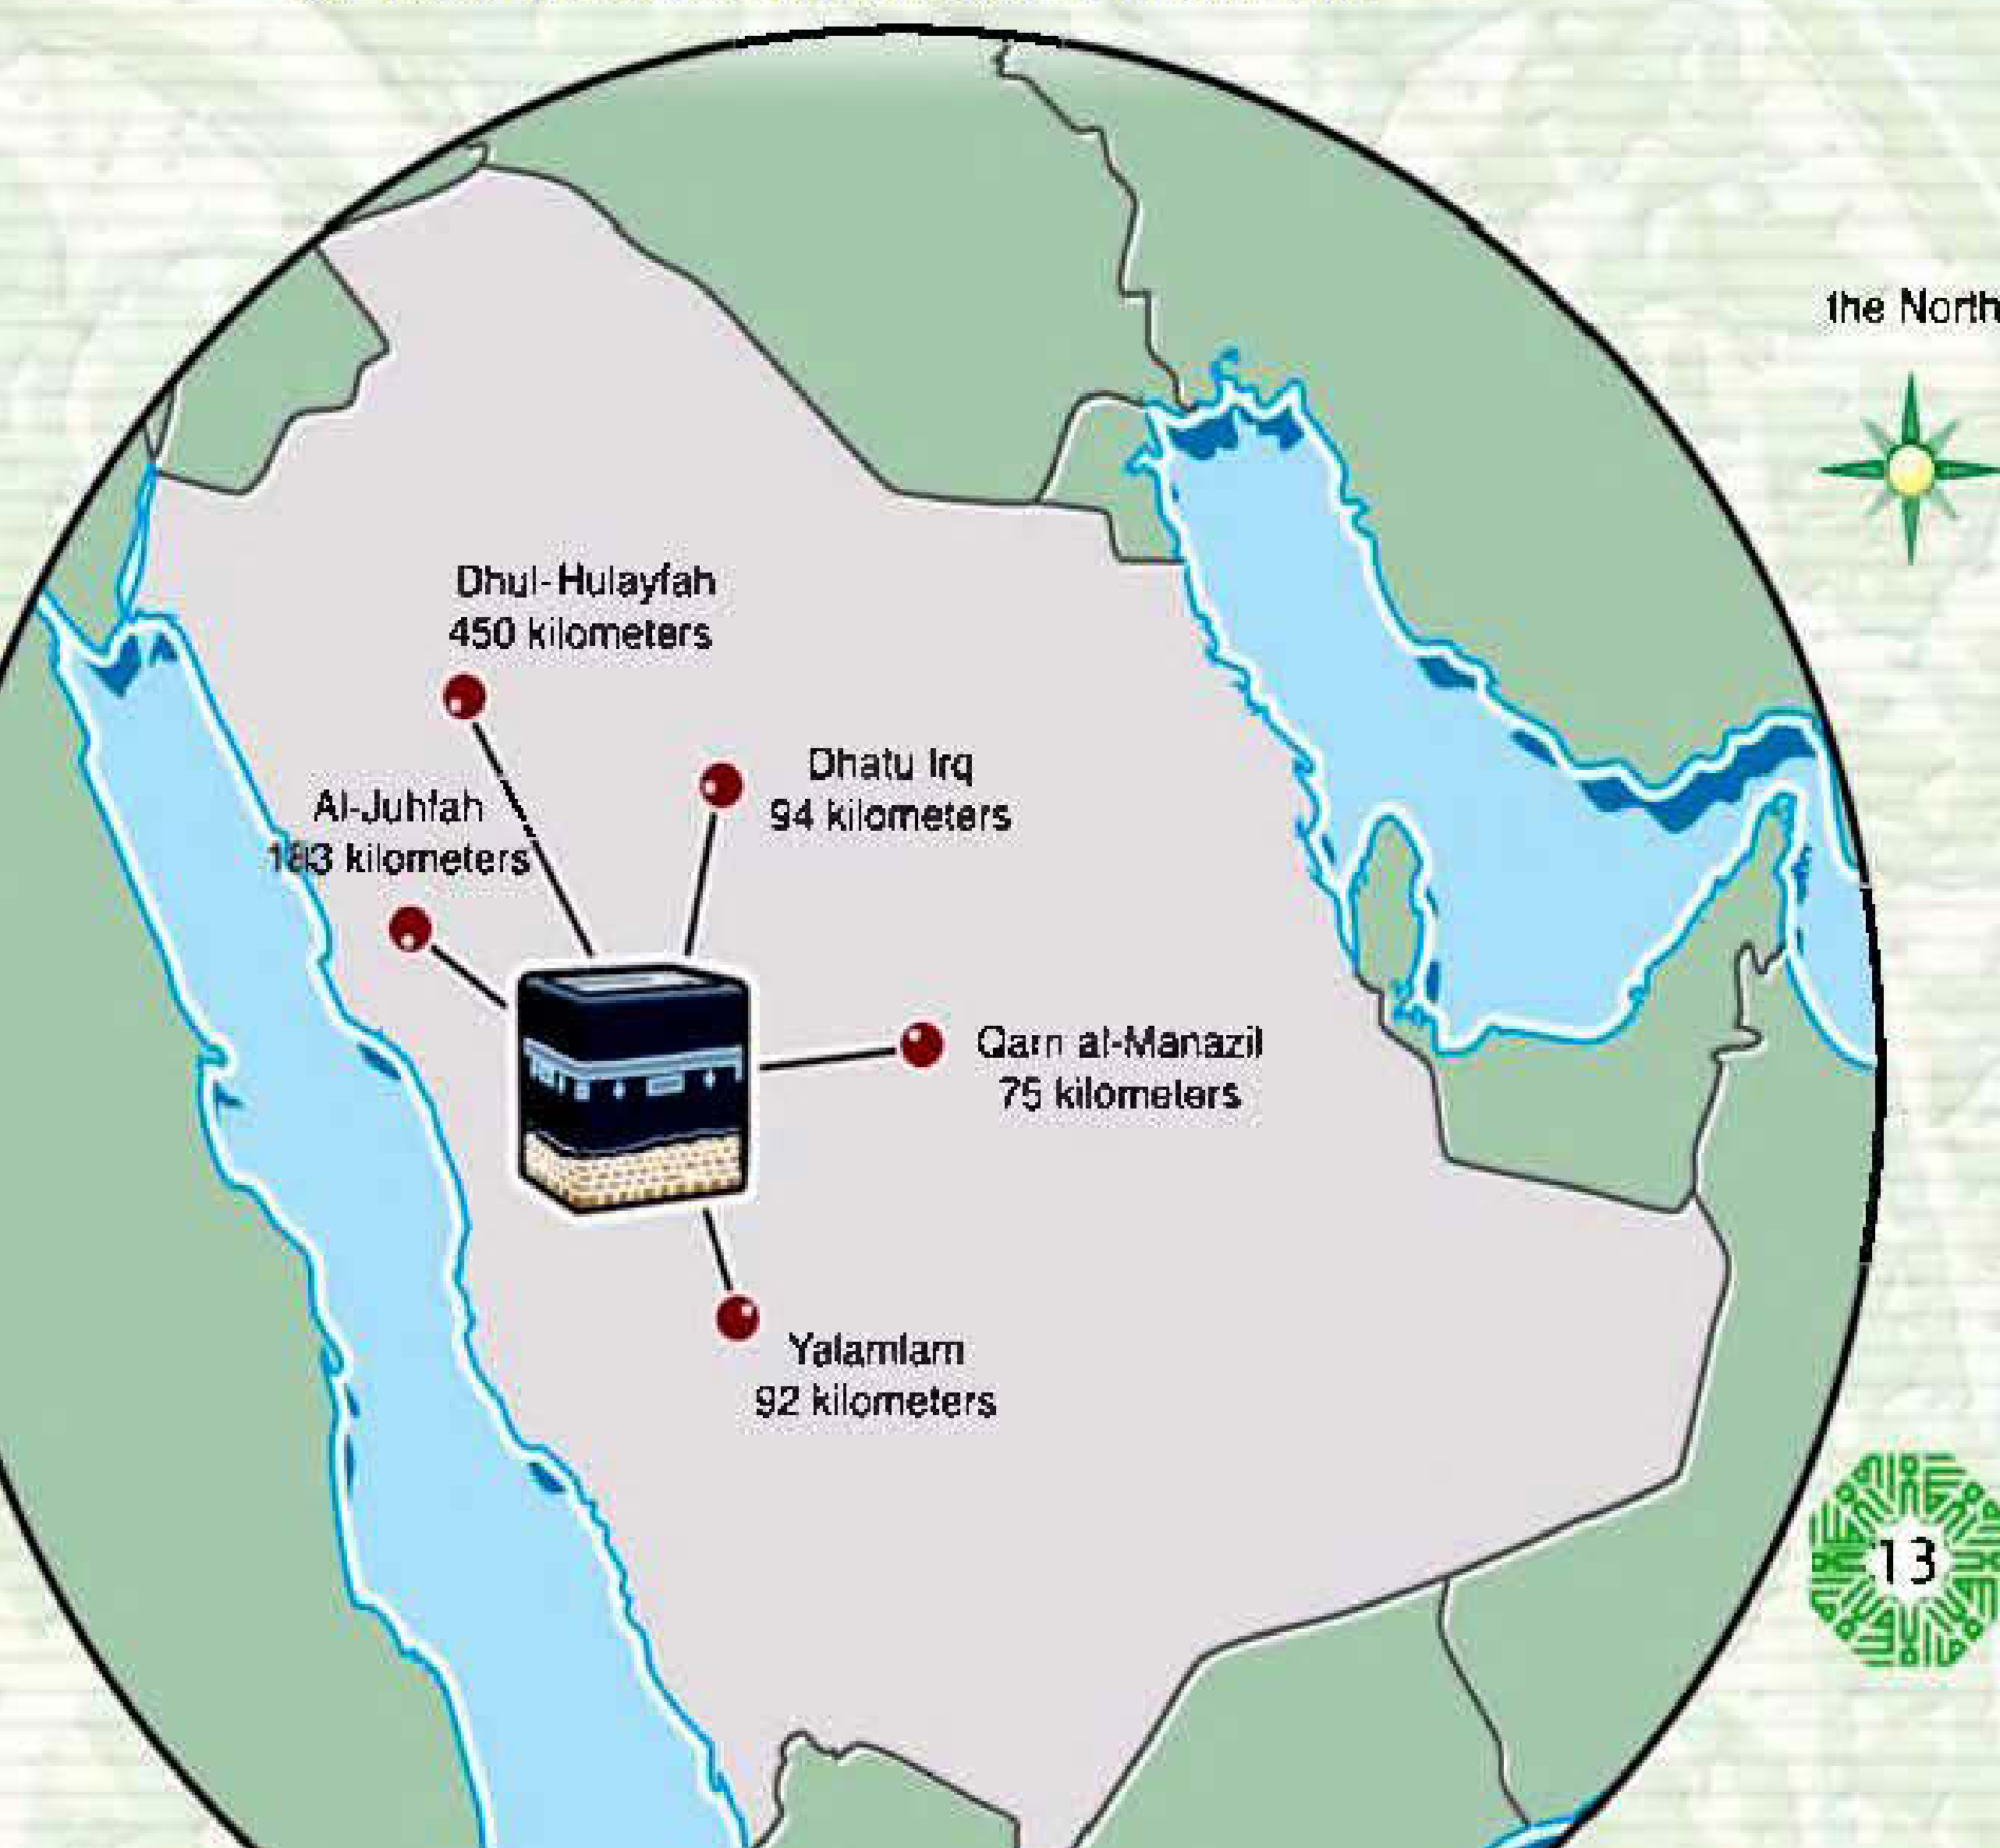 the North
Dhul-Hulayfah
450 kilometers
Dhatu Irq
94 kilometers
Al-Juhfah
183 kilometers
Qarn al-Manazil
75 kilometers
Yalamlam
92 kilometers
13